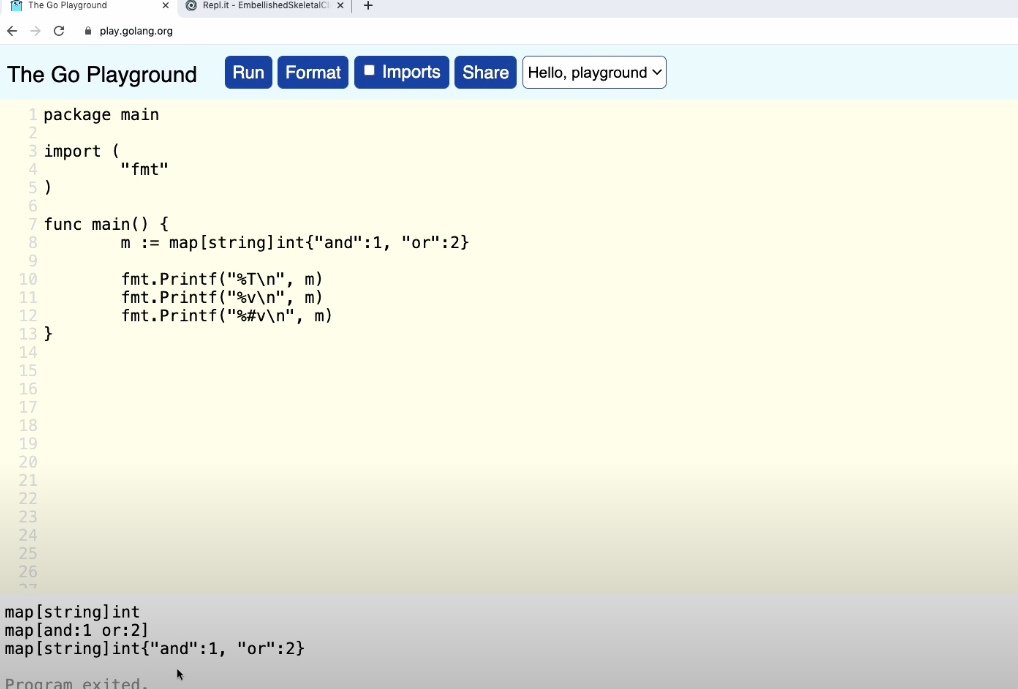 The Go Playground
Repl.it - EmbellishedSkeletalC
play.golang.org
The Go Playground Run Format Imports Share Hello, playground
1 package main
2
3 import (
4 "fmt"
5 )
6
7 func main() {
8 m := map[string]int{"and":1, "or":2}
9
10 fmt.Printf("%T\n", m)
11 fmt.Printf("%v\n", m)
12 fmt.Printf("%#v\n", m)
13 }
14
15
16
17
18
19
20
21
22
23
24
25
26
27
map[string]int
map[and:1 or:2]
map[string]int{"and":1, "or":2}
Program exited.